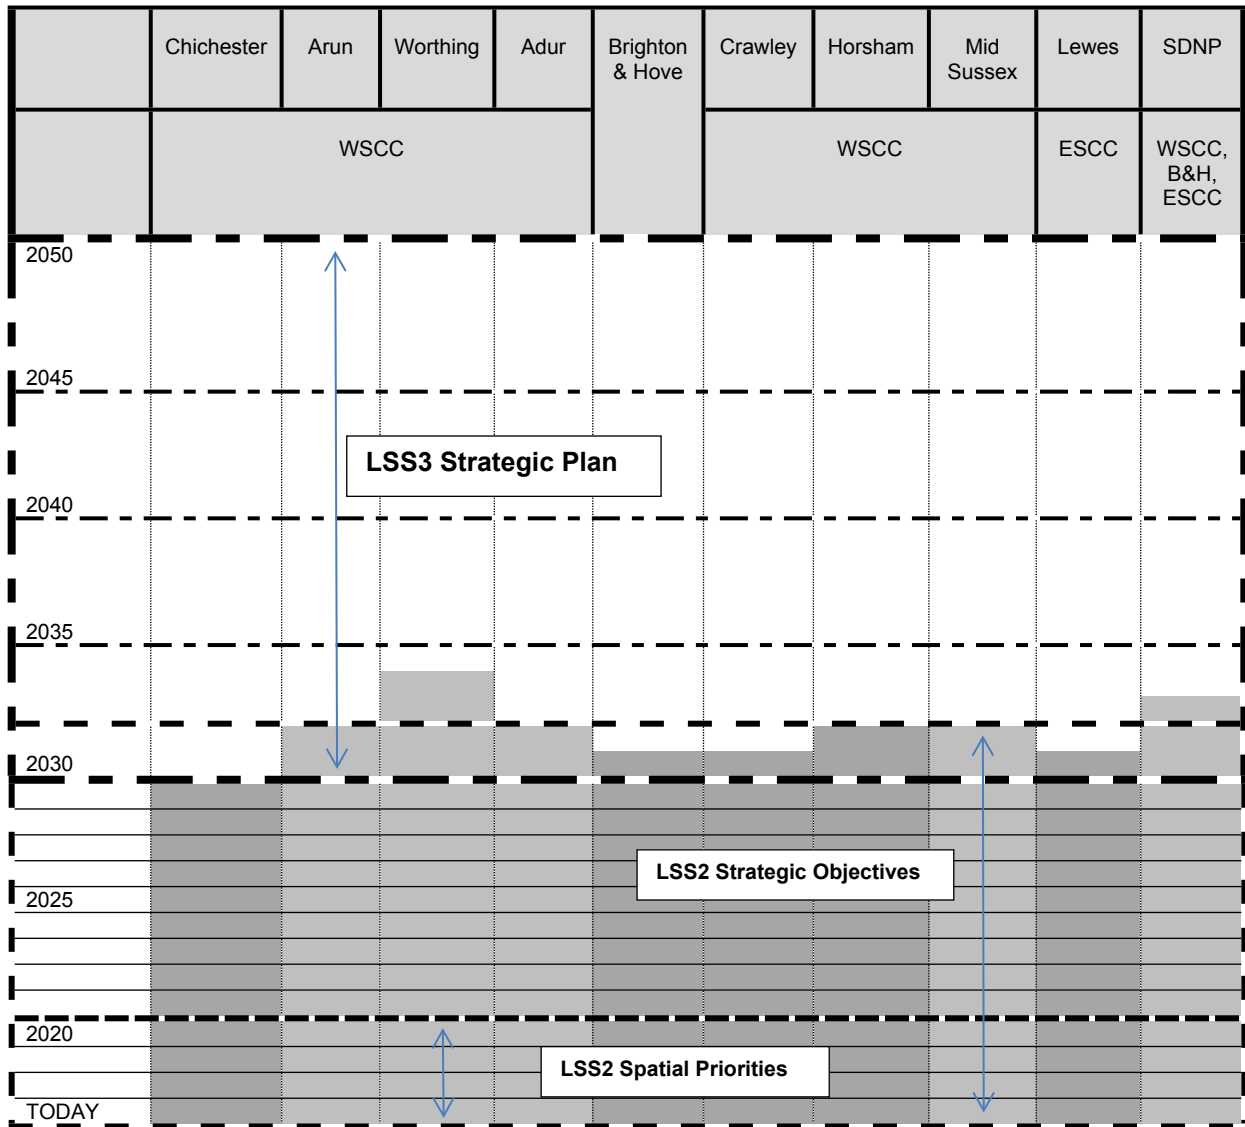 Chichester Arun Worthing Adur Brighton Crawley Horsham Mid Lewes SDNP
& Hove Sussex
WSCC WSCC ESCC WSCC,
B&H,
ESCC
2050
2045
LSS3 Strategic Plan
2040
2035
2030
LSS2 Strategic Objectives
2025
2020
LSS2 Spatial Priorities
TODAY